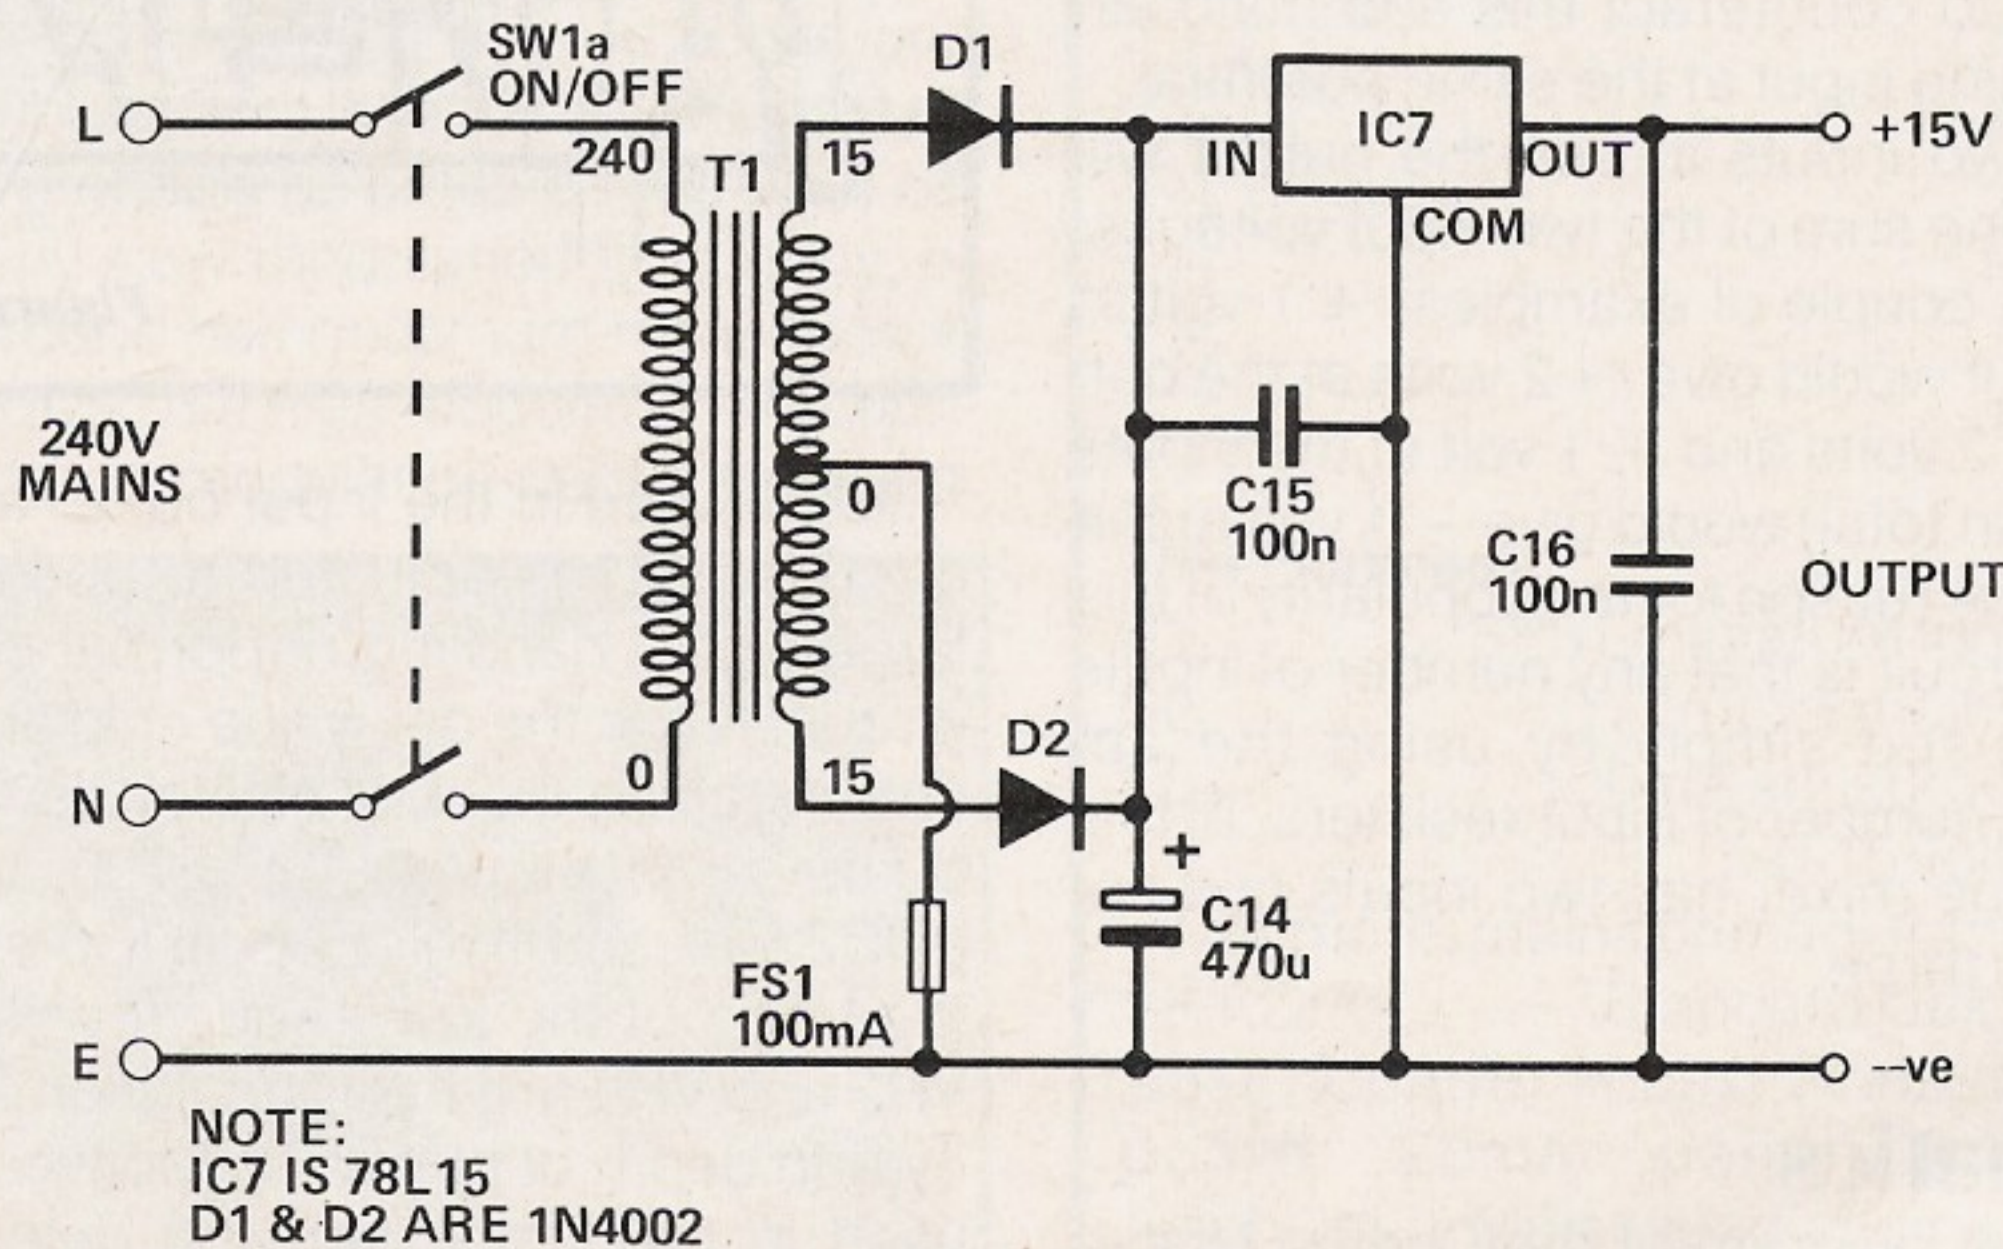 SW1a
ON/OFF
D1
L
240
T1
15
IN
IC7
OUT
+15V
COM
240V
MAINS
0
C15
100n
C16
100n
OUTPUT
D2
0
15
N
+
C14
470u
FS1
100mA
E
--ve
NOTE:
IC7 IS 78L15
D1 & D2 ARE 1N4002